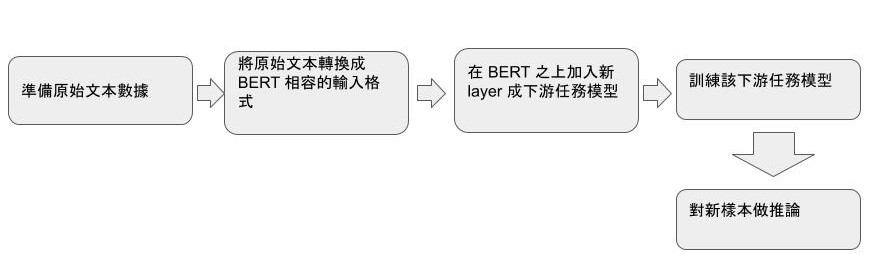 準備原始文本數據
將原始文本轉換成
BERT 相容的輸入格
式
在 BERT 之上加入新
layer 成下游任務模型
訓練該下游任務模型
對新樣本做推論